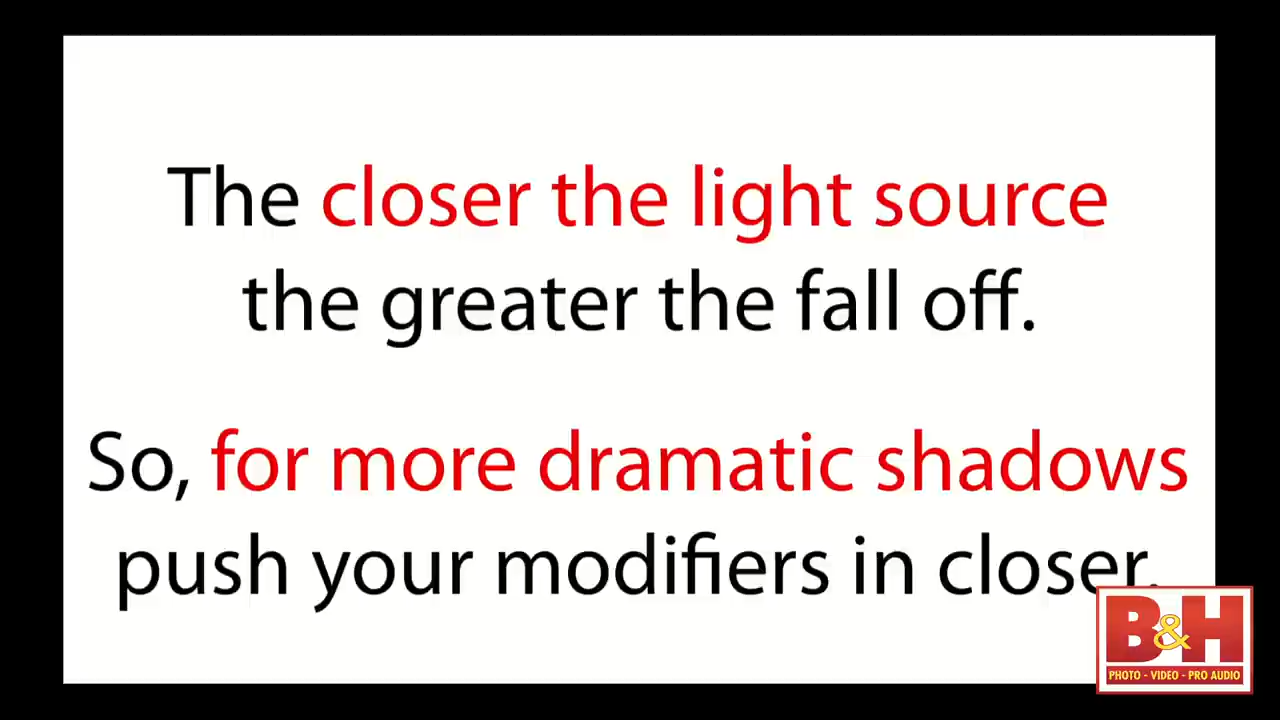 The closer the light source
the greater the fall off.
So, for more dramatic shadows
push your modifiers in closer.
B&H
PHOTO - VIDEO - PRO AUDIO